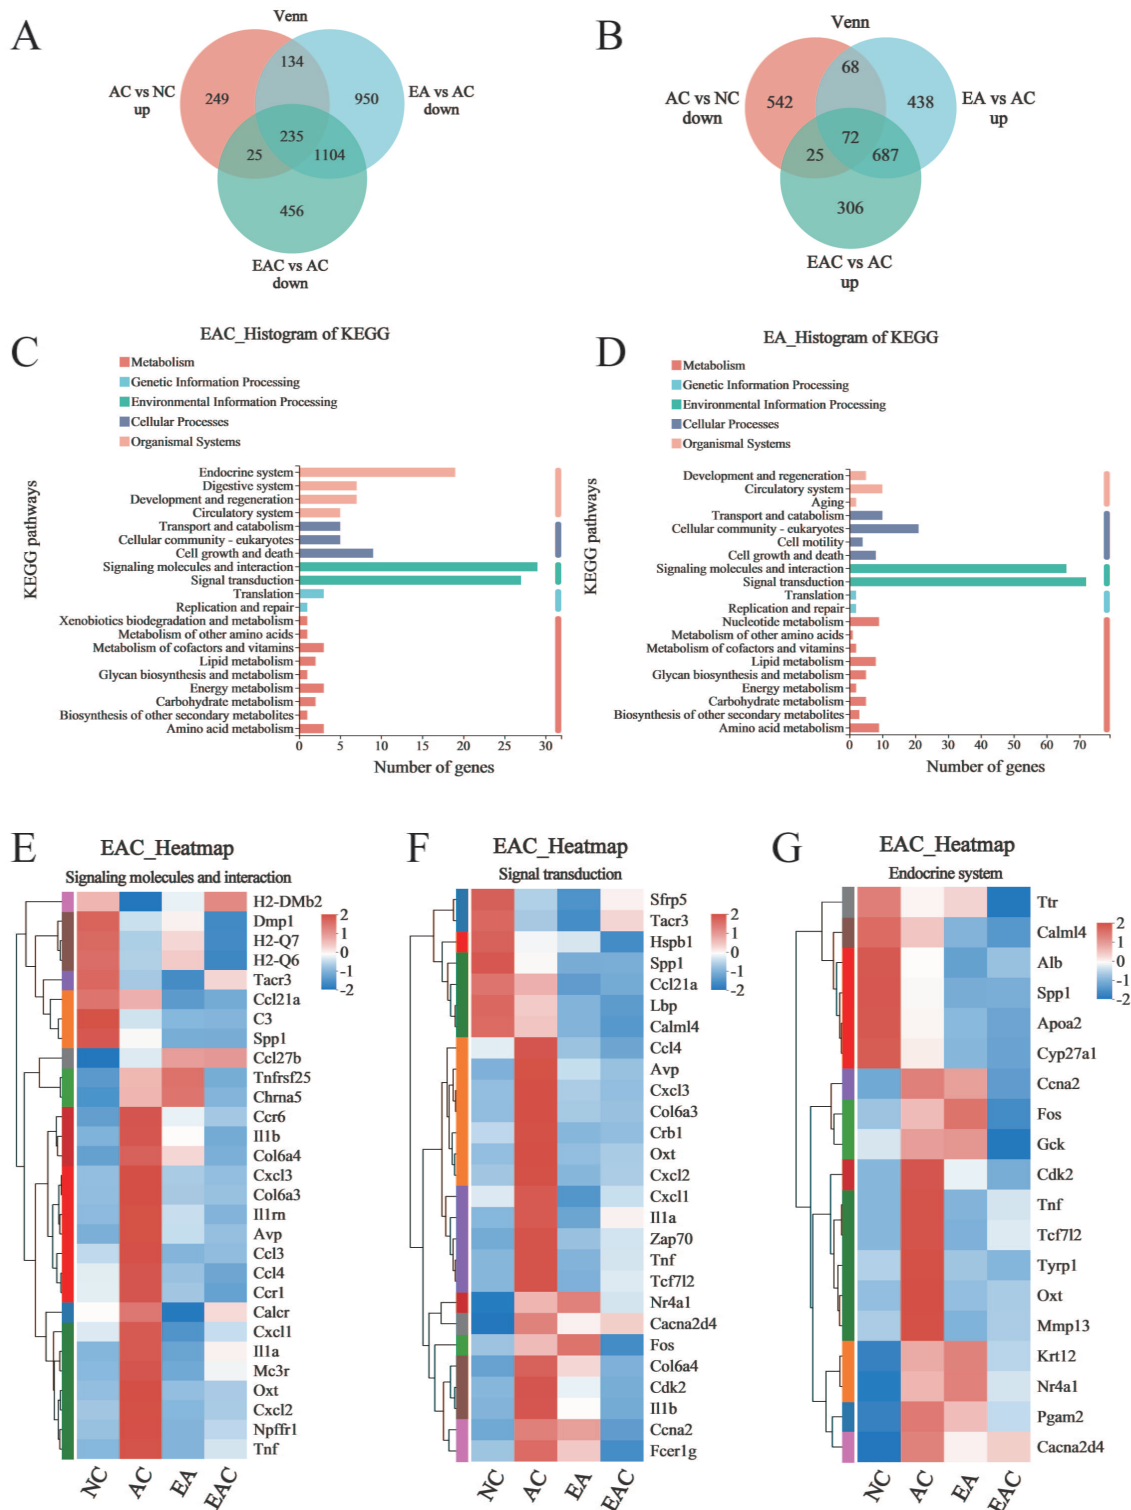 A
Venn
AC vs NC
up
EA vs AC
down
EAC vs AC
down
249
134
950
235
25
1104
456
B
Venn
AC vs NC
down
EA vs AC
up
EAC vs AC
up
542
68
438
72
25
687
306
C
EAC_Histogram of KEGG
Metabolism
Genetic Information Processing
Environmental Information Processing
Cellular Processes
Organismal Systems
KEGG pathways
Endocrine system
Digestive system
Development and regeneration
Circulatory system
Transport and catabolism
Cellular community - eukaryotes
Cell growth and death
Signaling molecules and interaction
Signal transduction
Translation
Replication and repair
Xenobiotics biodegradation and metabolism
Metabolism of other amino acids
Metabolism of cofactors and vitamins
Lipid metabolism
Glycan biosynthesis and metabolism
Energy metabolism
Carbohydrate metabolism
Biosynthesis of other secondary metabolites
Amino acid metabolism
0 5 10 15 20 25 30
Number of genes
D
EA_Histogram of KEGG
Metabolism
Genetic Information Processing
Environmental Information Processing
Cellular Processes
Organismal Systems
KEGG pathways
Development and regeneration
Circulatory system
Aging
Transport and catabolism
Cellular community - eukaryotes
Cell motility
Cell growth and death
Signaling molecules and interaction
Signal transduction
Translation
Replication and repair
Nucleotide metabolism
Metabolism of other amino acids
Metabolism of cofactors and vitamins
Lipid metabolism
Glycan biosynthesis and metabolism
Energy metabolism
Carbohydrate metabolism
Biosynthesis of other secondary metabolites
Amino acid metabolism
0 10 20 30 40 50 60 70
Number of genes
E
EAC_Heatmap
Signaling molecules and interaction
H2-DMb2
Dmp1
H2-Q7
H2-Q6
Tacr3
Ccl21a
C3
Spp1
Ccl27b
Tnfrsf25
Chrna5
Ccr6
Il1b
Col6a4
Cxcl3
Col6a3
Il1rn
Avp
Ccl3
Ccl4
Ccr1
Calcr
Cxcl1
Il1a
Mc3r
Oxt
Cxcl2
Npffr1
Tnf
2
1
0
-1
-2
NC AC EA EAC
F
EAC_Heatmap
Signal transduction
Sfrp5
Tacr3
Hspb1
Spp1
Ccl21a
Lbp
Calml4
Ccl4
Avp
Cxcl3
Col6a3
Crb1
Oxt
Cxcl2
Cxcl1
Il1a
Zap70
Tnf
Tcf7l2
Nr4a1
Cacna2d4
Fos
Col6a4
Cdk2
Il1b
Ccna2
Fcer1g
2
1
0
-1
-2
NC AC EA EAC
G
EAC_Heatmap
Endocrine system
Ttr
Calml4
Alb
Spp1
Apoa2
Cyp27a1
Ccna2
Fos
Gck
Cdk2
Tnf
Tcf7l2
Tyrp1
Oxt
Mmp13
Krt12
Nr4a1
Pgam2
Cacna2d4
2
1
0
-1
-2
NC AC EA EAC